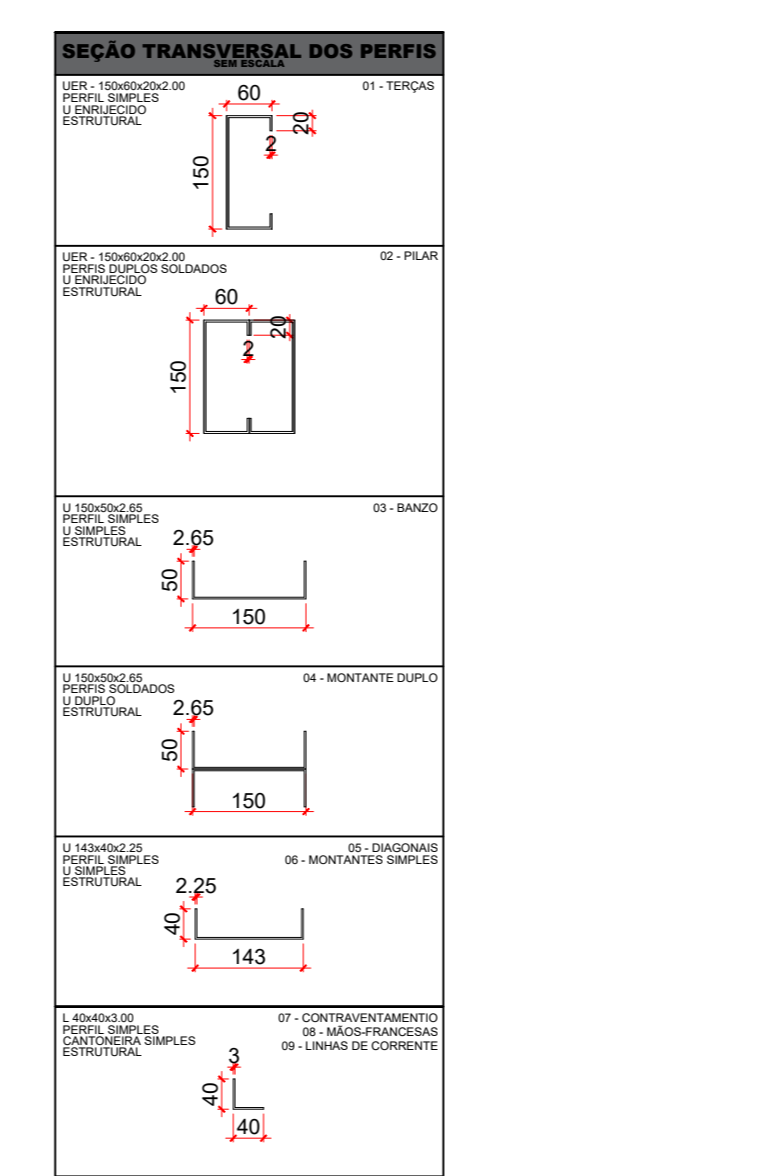 SEÇÃO TRANSVERSAL DOS PERFIS
SEM ESCALA
UER - 150x60x20x2.00
PERFIL SIMPLES
U ENRIJECIDO
ESTRUTURAL
01 - TERÇAS
60
20
2
150
UER - 150x60x20x2.00
PERFIS DUPLOS SOLDADOS
U ENRIJECIDO
ESTRUTURAL
02 - PILAR
60
20
2
150
U 150x50x2.65
PERFIL SIMPLES
U SIMPLES
ESTRUTURAL
03 - BANZO
2.65
50
150
U 150x50x2.65
PERFIS SOLDADOS
U DUPLO
ESTRUTURAL
04 - MONTANTE DUPLO
2.65
50
150
U 143x40x2.25
PERFIL SIMPLES
U SIMPLES
ESTRUTURAL
05 - DIAGONAIS
06 - MONTANTES SIMPLES
2.25
40
143
L 40x40x3.00
PERFIL SIMPLES
CANTONEIRA SIMPLES
ESTRUTURAL
07 - CONTRAVENTAMENTIO
08 - MÃOS-FRANCESAS
09 - LINHAS DE CORRENTE
3
40
40